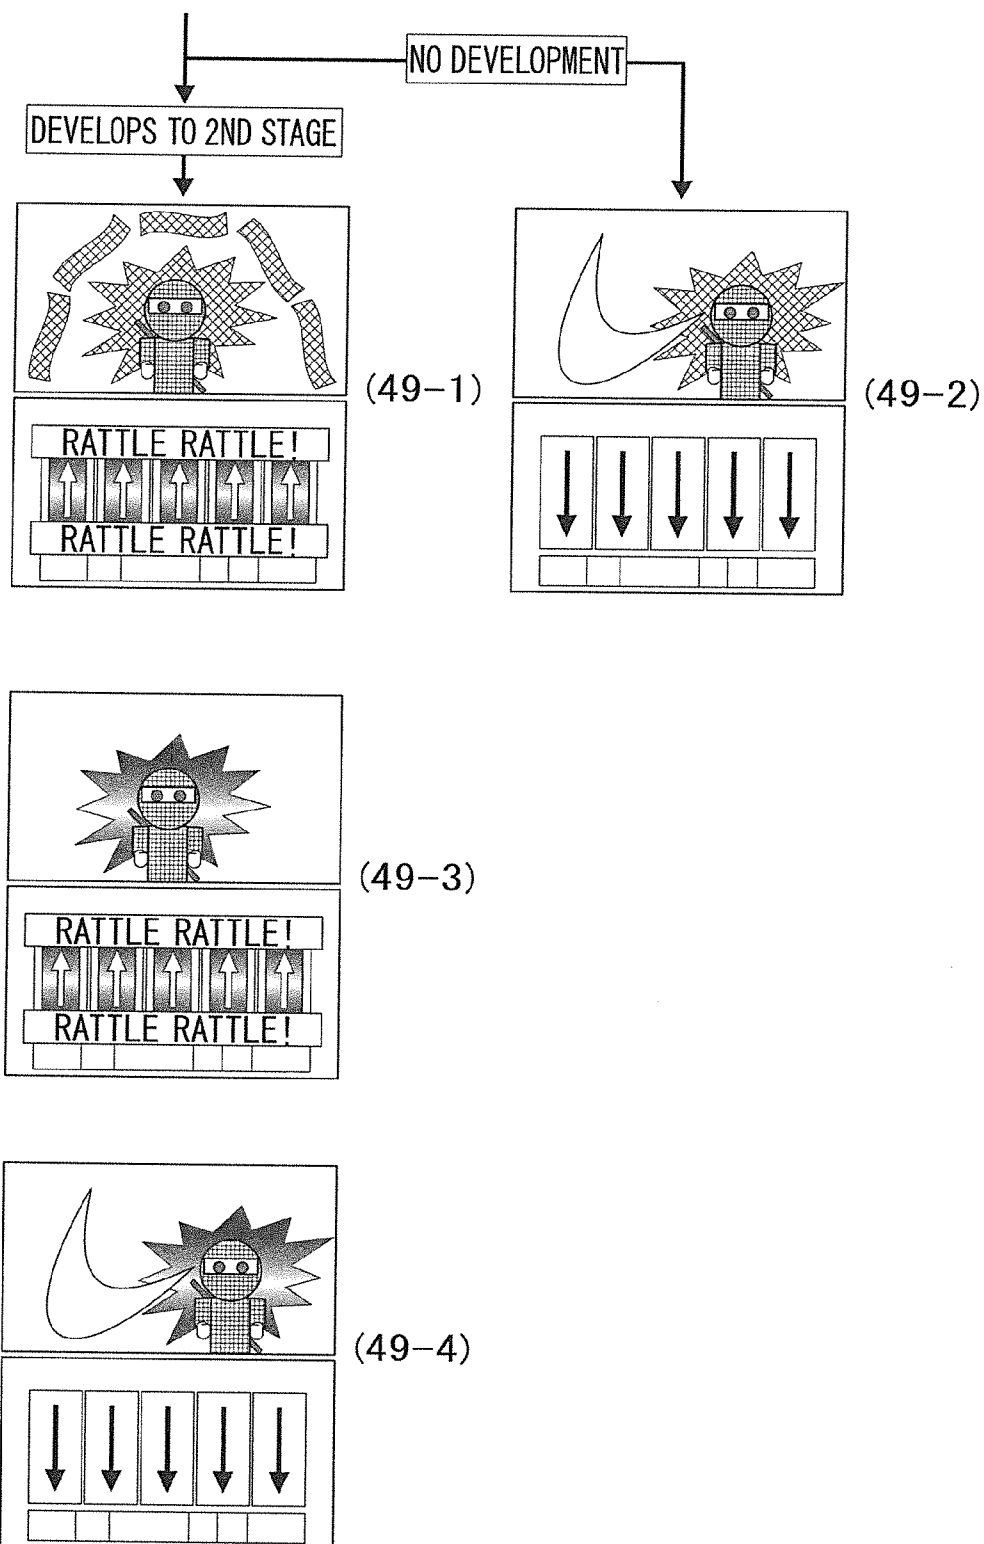 NO DEVELOPMENT
DEVELOPS TO 2ND STAGE
(49-1)
RATTLE RATTLE!
RATTLE RATTLE!
(49-2)
(49-3)
RATTLE RATTLE!
RATTLE RATTLE!
(49-4)